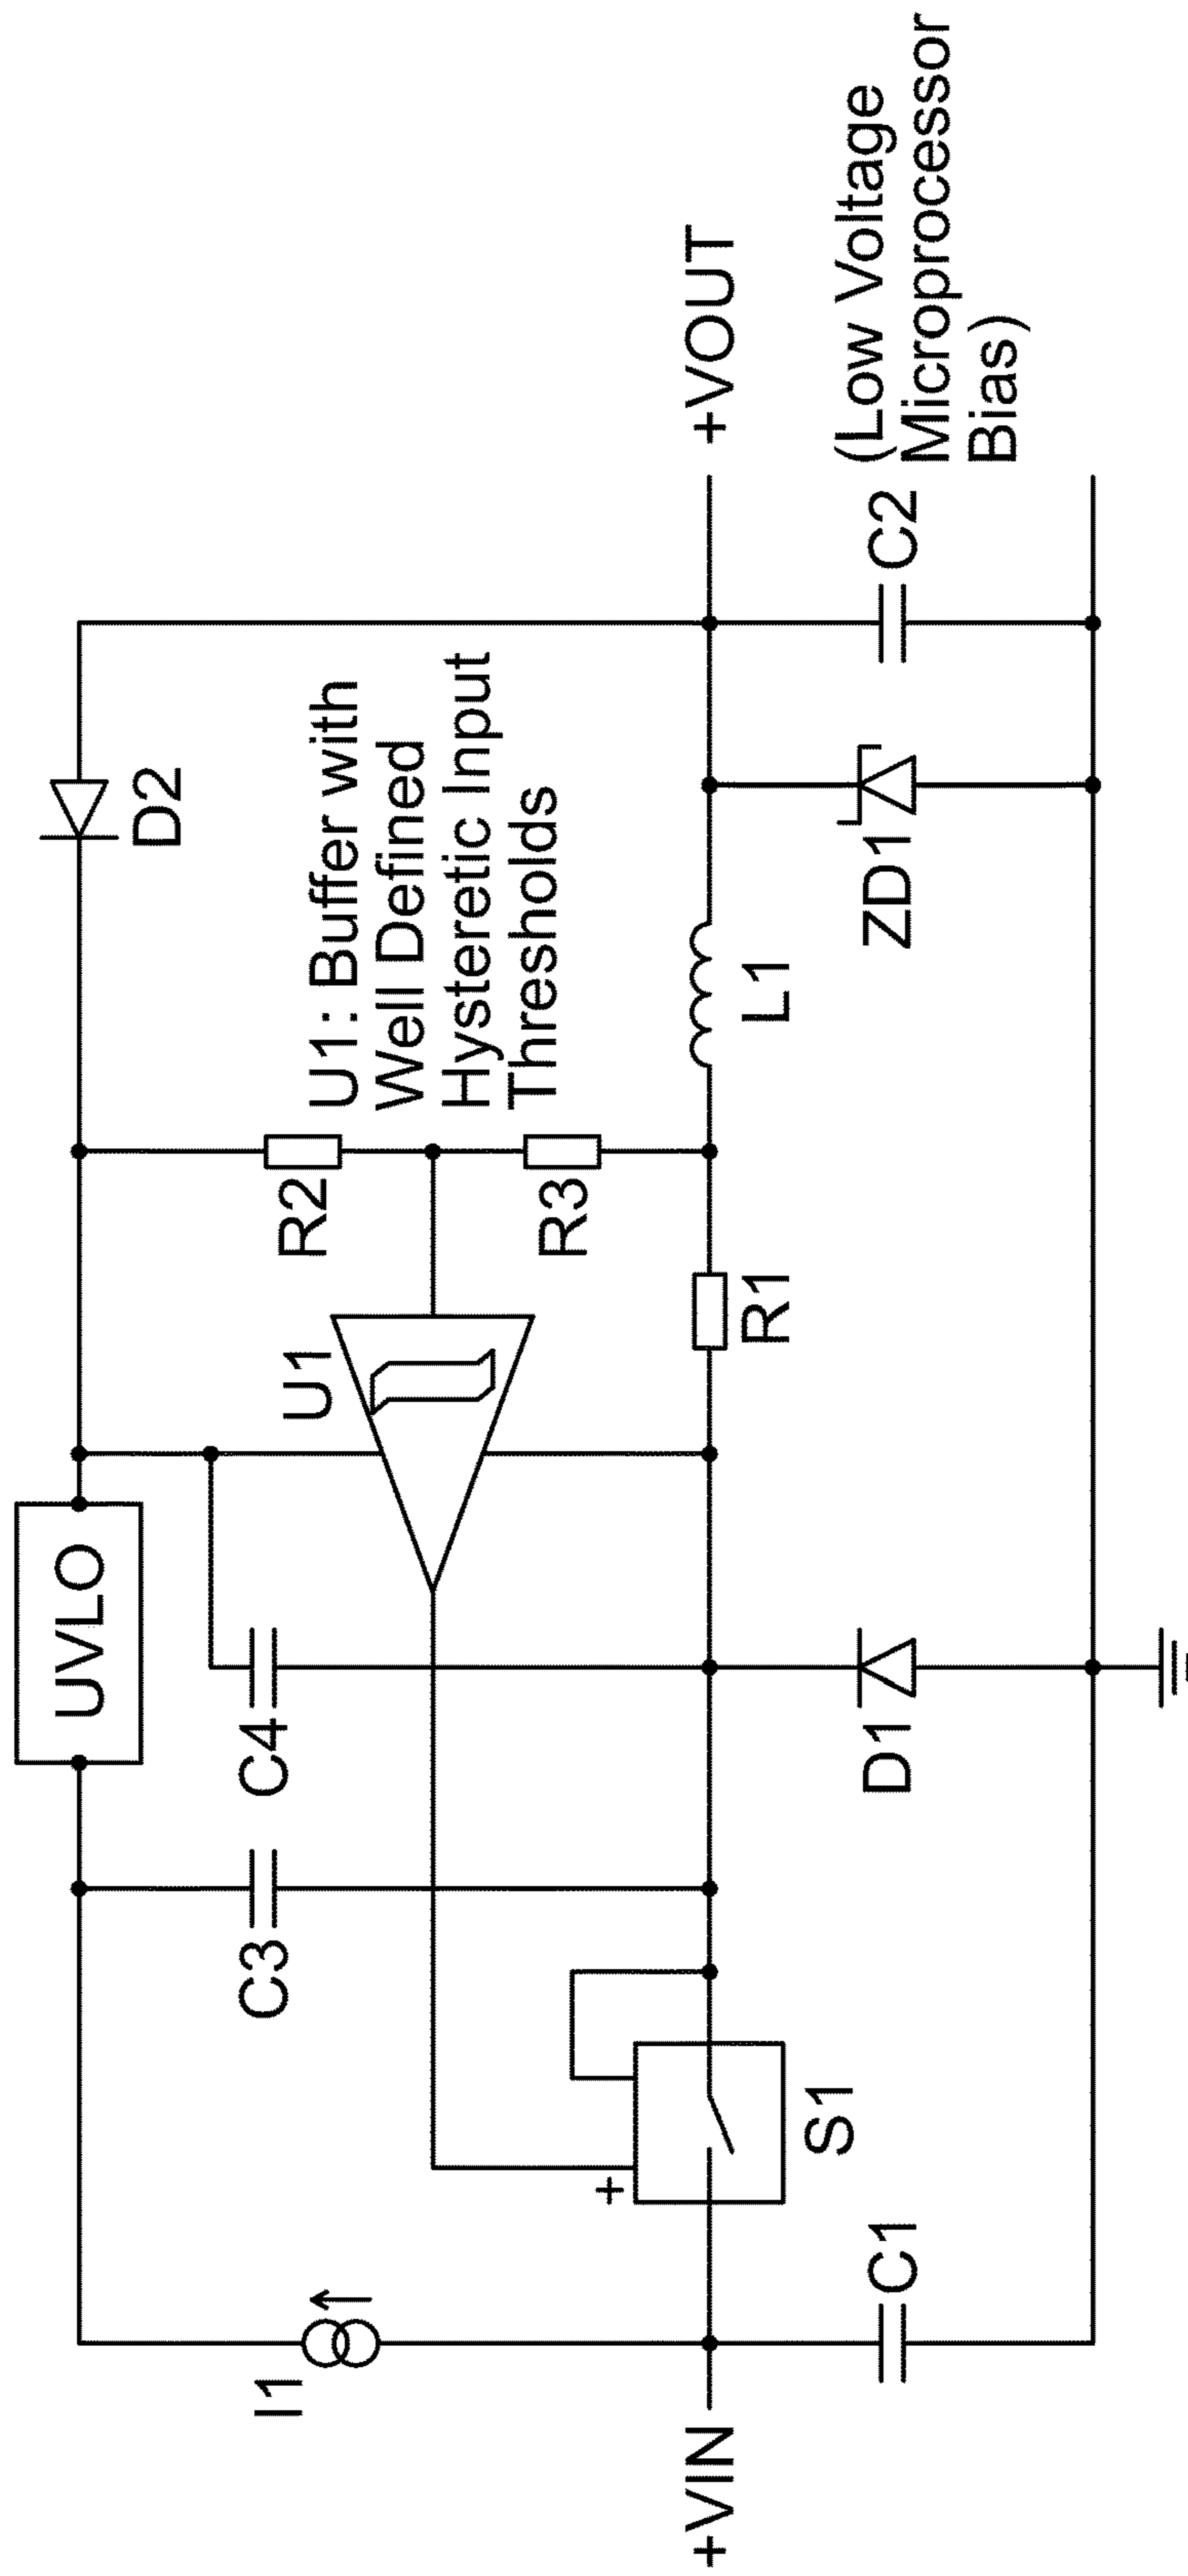 UVLO
D2
I1
C3
C4
U1
R2
U1: Buffer with
Well Defined
Hysteretic Input
Thresholds
R3
+
+VIN
S1
R1
L1
+VOUT
C1
D1
ZD1
C2
(Low Voltage
Microprocessor
Bias)